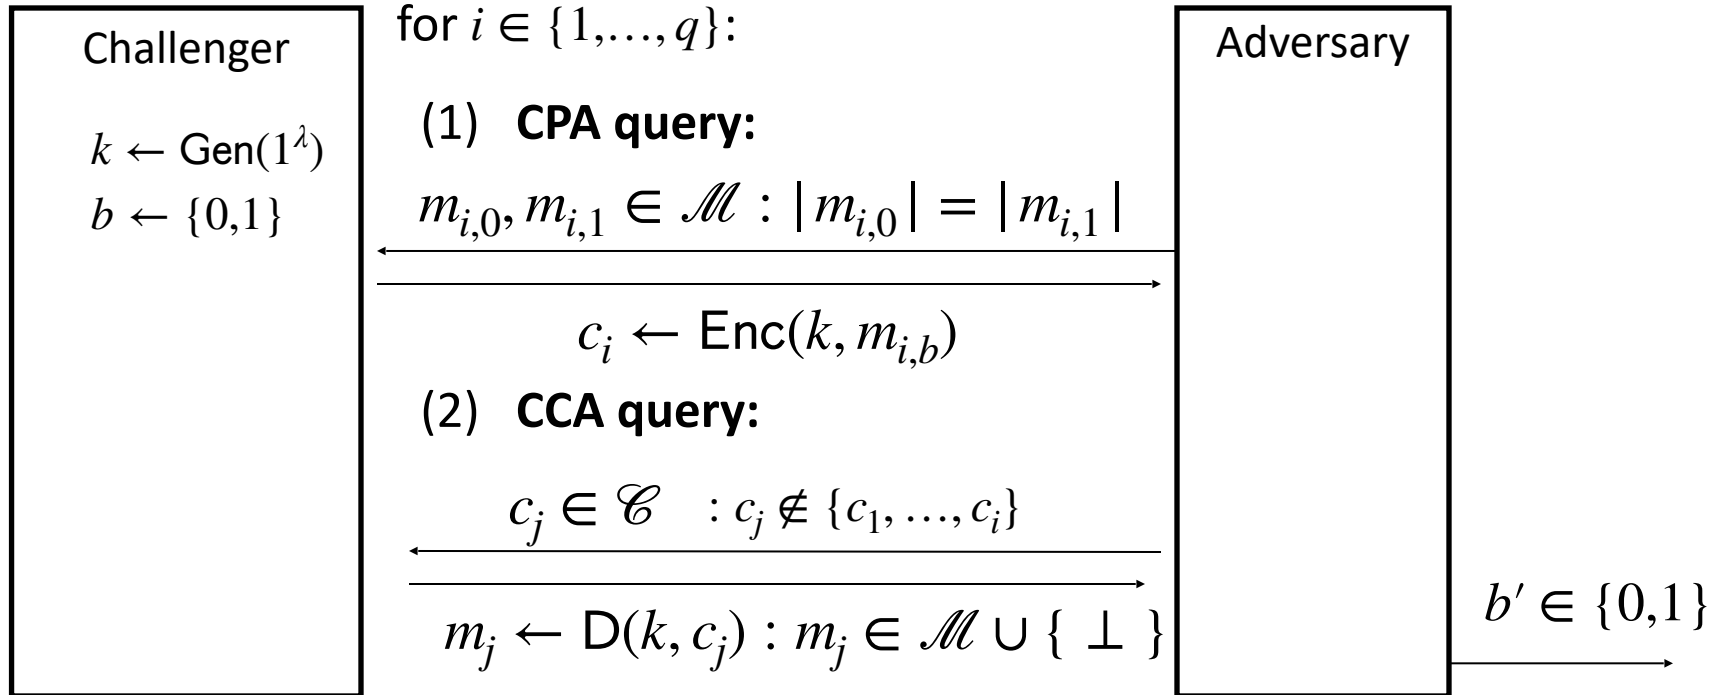 Challenger
k ← Gen(1^λ)
b ← {0,1}
for i ∈ {1,…, q}:
(1) CPA query:
m_{i,0}, m_{i,1} ∈ ℳ : |m_{i,0}| = |m_{i,1}|
c_i ← Enc(k, m_{i,b})
(2) CCA query:
c_j ∈ 𝒞 : c_j ∉ {c_1, …, c_i}
m_j ← D(k, c_j) : m_j ∈ ℳ ∪ { ⊥ }
Adversary
b′ ∈ {0,1}